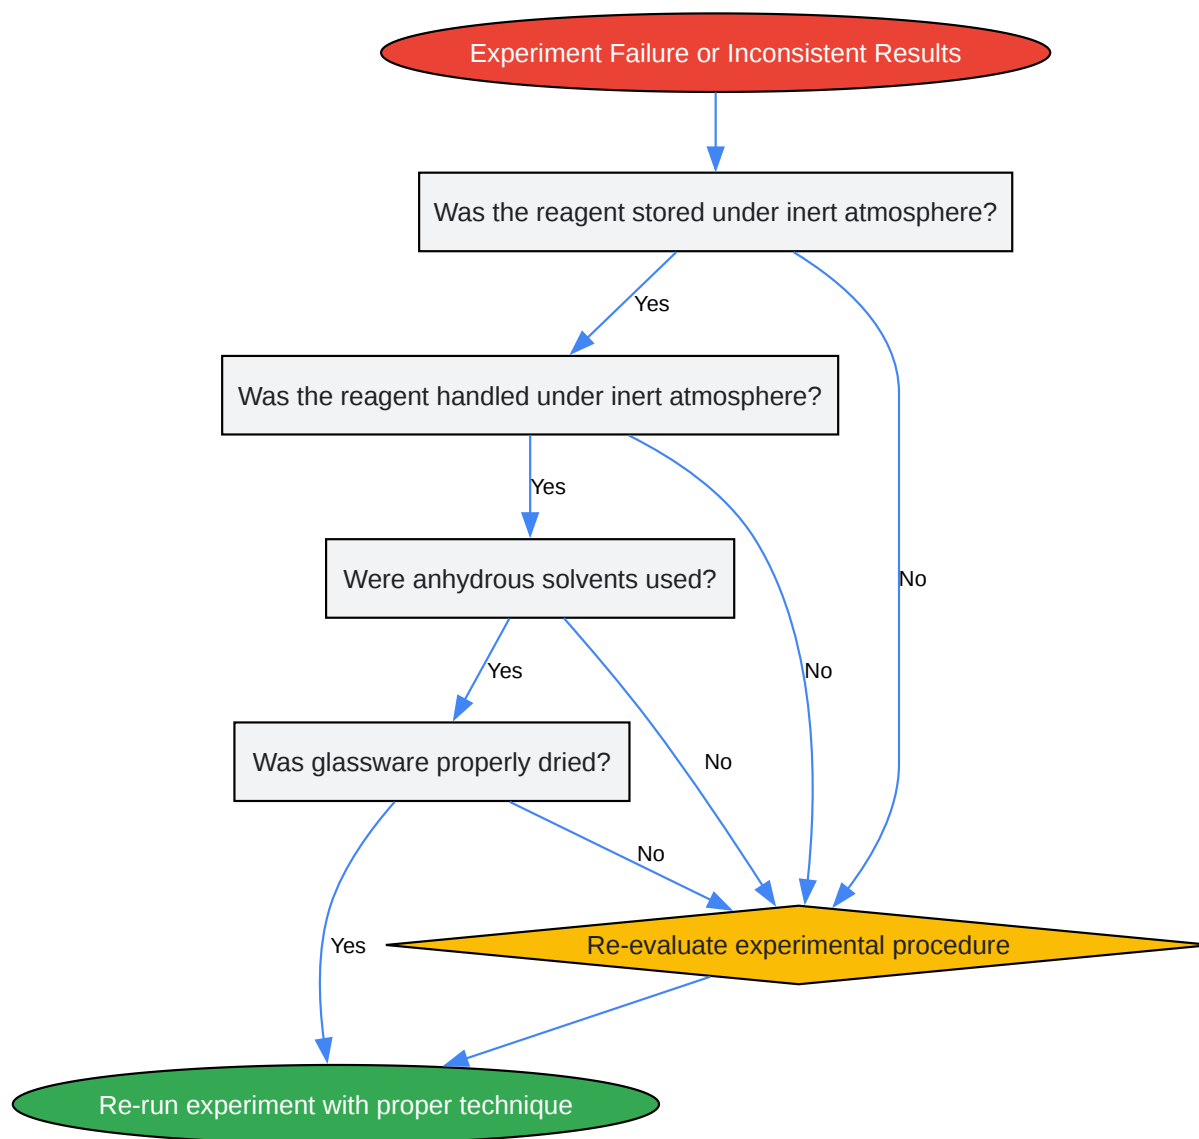 Experiment Failure or Inconsistent Results
Was the reagent stored under inert atmosphere?
Yes
Was the reagent handled under inert atmosphere?
Yes
Were anhydrous solvents used?
No
Yes
No
Was glassware properly dried?
No
No
Yes
Re-evaluate experimental procedure
Re-run experiment with proper technique